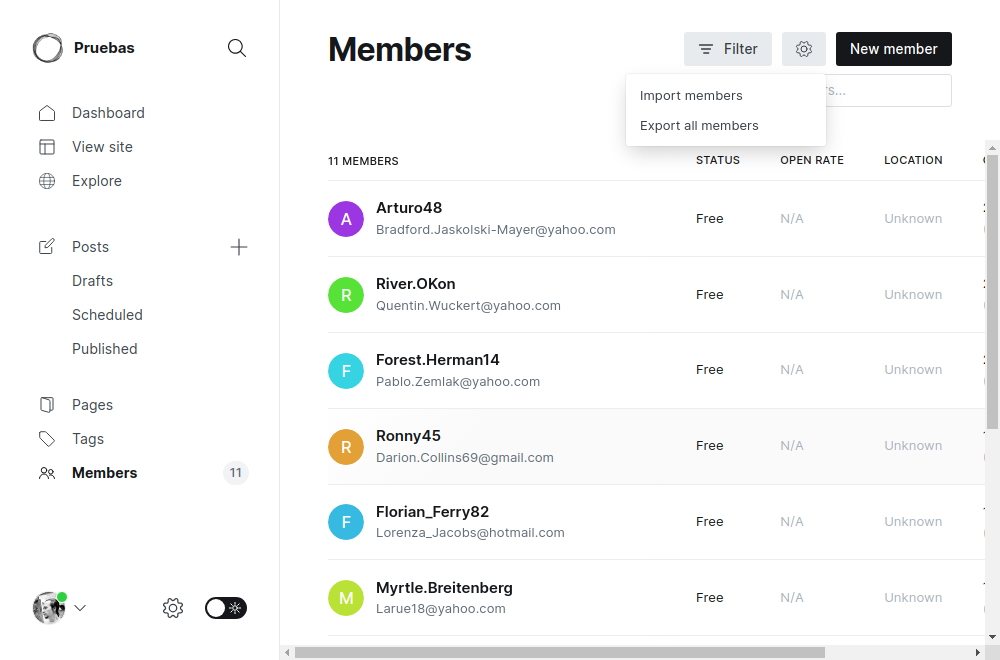 Pruebas
Dashboard
View site
Explore
Posts
Drafts
Scheduled
Published
Pages
Tags
Members 11
Members
Filter
New member
Import members
Export all members
11 MEMBERS STATUS OPEN RATE LOCATION
A Arturo48 Free N/A Unknown
Bradford.Jaskolski-Mayer@yahoo.com
R River.OKon Free N/A Unknown
Quentin.Wuckert@yahoo.com
F Forest.Herman14 Free N/A Unknown
Pablo.Zemlak@yahoo.com
R Ronny45 Free N/A Unknown
Darion.Collins69@gmail.com
F Florian_Ferry82 Free N/A Unknown
Lorenza_Jacobs@hotmail.com
M Myrtle.Breitenberg Free N/A Unknown
Larue18@yahoo.com